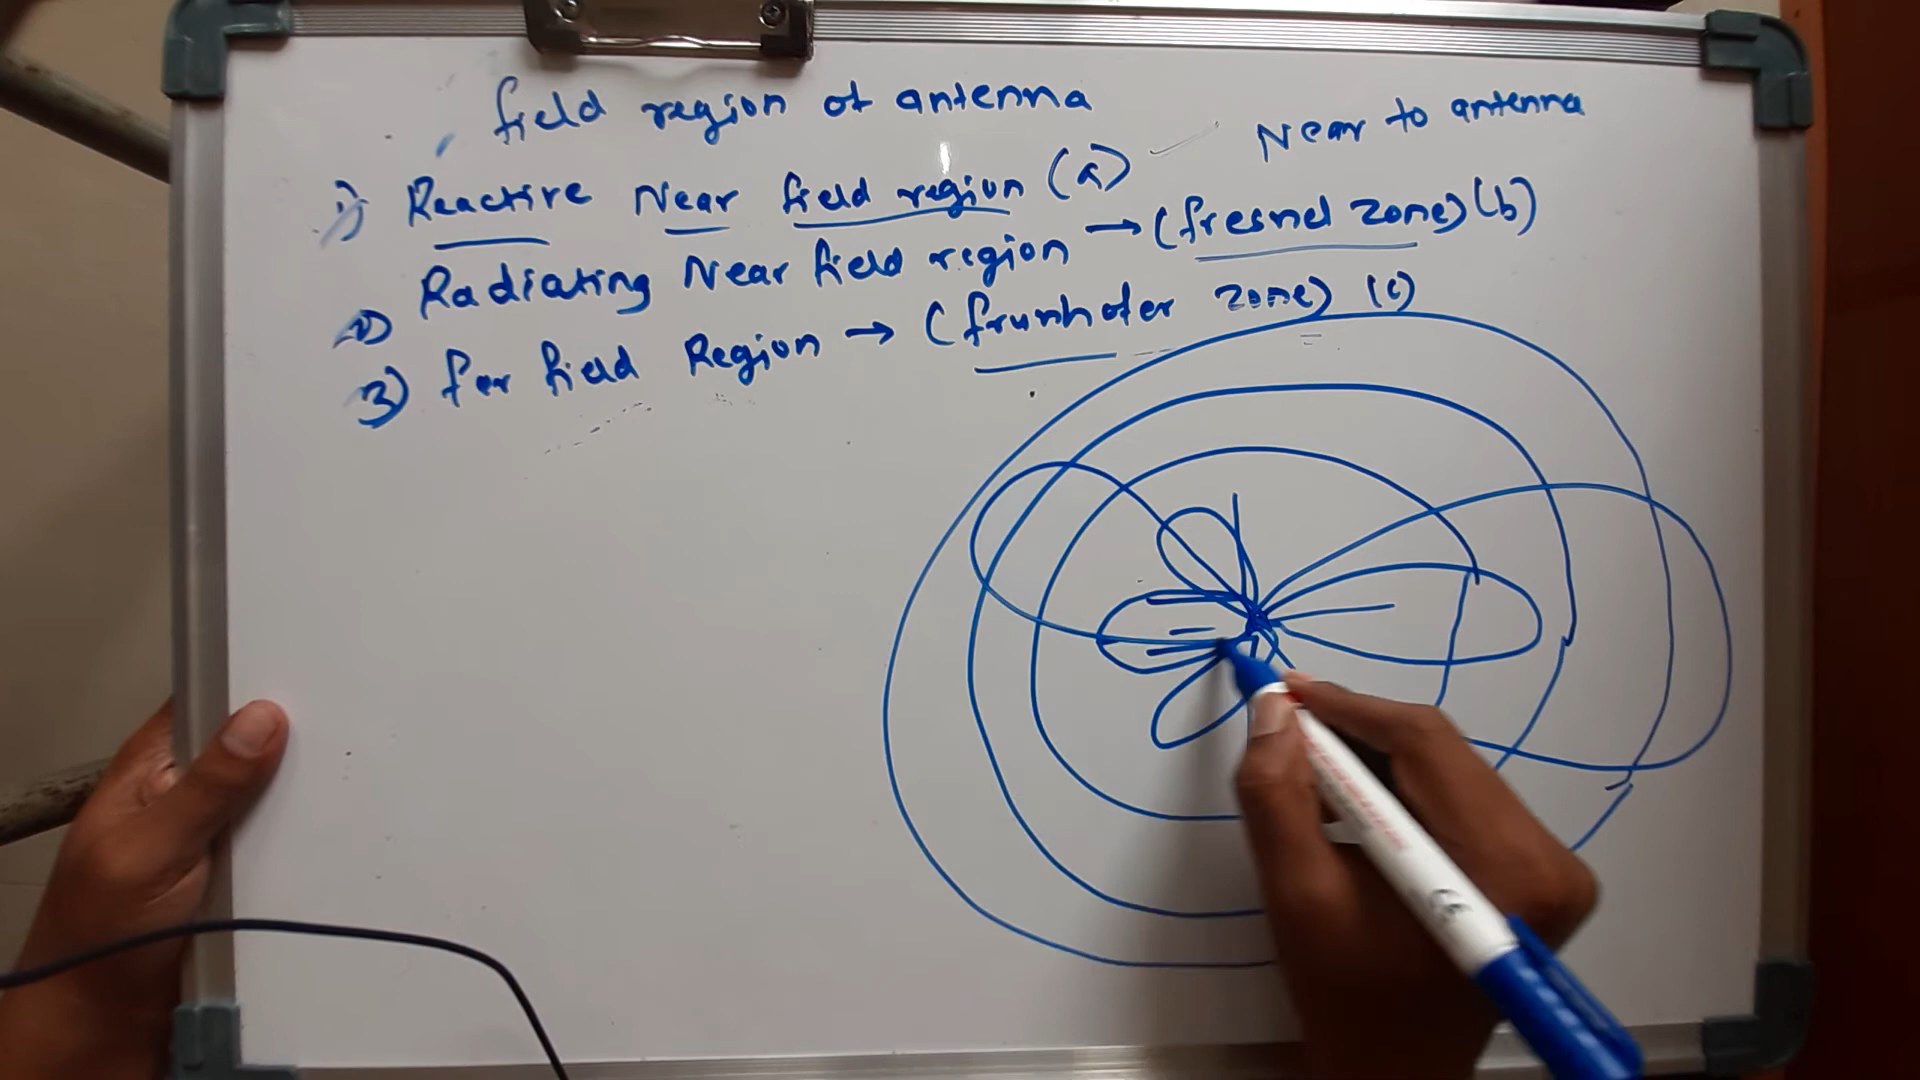 field region of antenna
Near to antenna
1) Reactive Near field region (a)
2) Radiating Near field region → (fresnel zone) (b)
3) far field Region → (frunhofer zone) (c)
CE